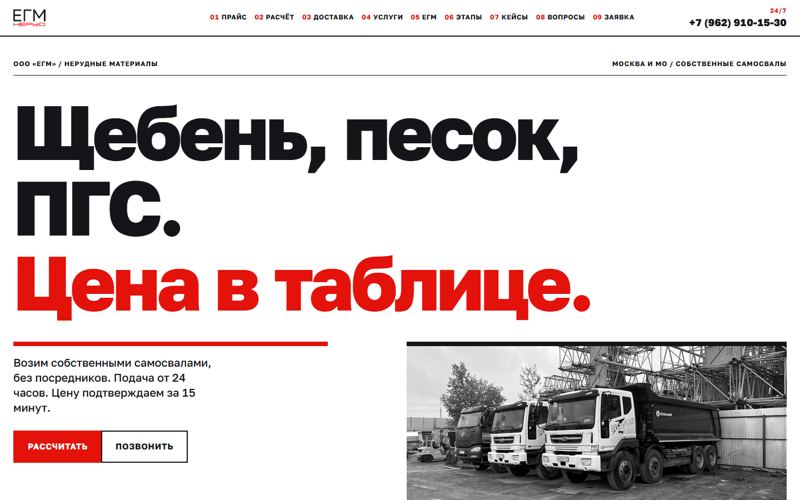 ЕГМ
НЕРУД
01 ПРАЙС 02 РАСЧЁТ 03 ДОСТАВКА 04 УСЛУГИ 05 ЕГМ 06 ЭТАПЫ 07 КЕЙСЫ 08 ВОПРОСЫ 09 ЗАЯВКА
24/7
+7 (962) 910-15-30
ООО «ЕГМ» / НЕРУДНЫЕ МАТЕРИАЛЫ
МОСКВА И МО / СОБСТВЕННЫЕ САМОСВАЛЫ
Щебень, песок,
ПГС.
Цена в таблице.
Возим собственными самосвалами,
без посредников. Подача от 24
часов. Цену подтверждаем за 15
минут.
РАССЧИТАТЬ
ПОЗВОНИТЬ